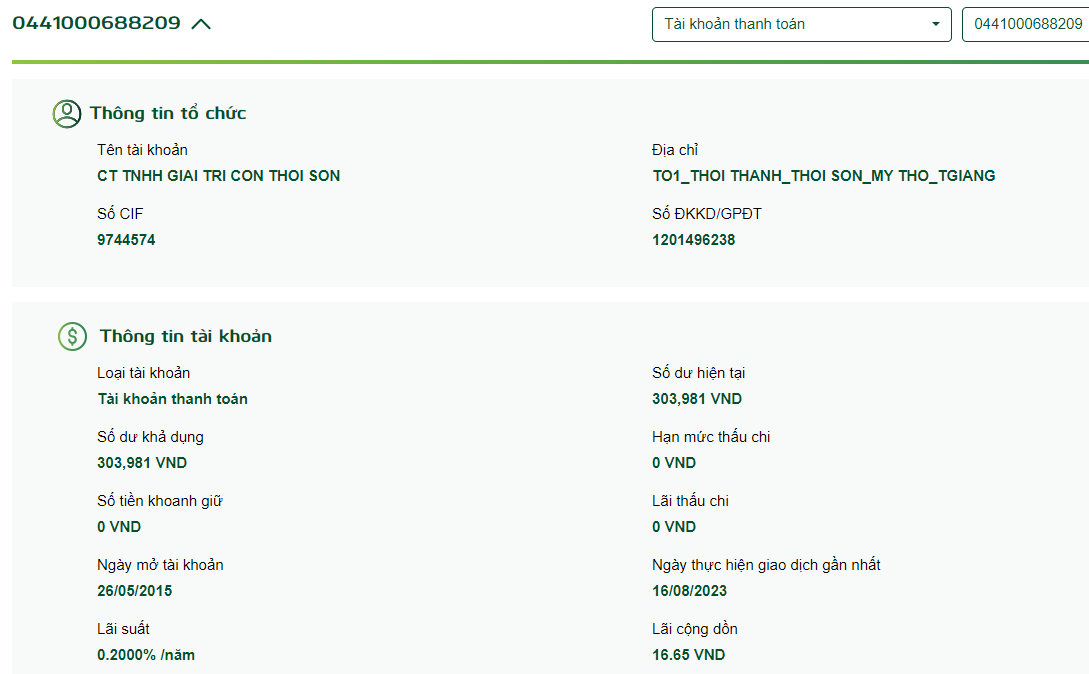 0441000688209
Tài khoản thanh toán
0441000688209
Thông tin tổ chức
Tên tài khoản
Địa chỉ
CT TNHH GIAI TRI CON THOI SON
TO1_THOI THANH_THOI SON_MY THO_TGIANG
Số CIF
Số ĐKKD/GPĐT
9744574
1201496238
Thông tin tài khoản
Loại tài khoản
Số dư hiện tại
Tài khoản thanh toán
303,981 VND
Số dư khả dụng
Hạn mức thấu chi
303,981 VND
0 VND
Số tiền khoanh giữ
Lãi thấu chi
0 VND
0 VND
Ngày mở tài khoản
Ngày thực hiện giao dịch gần nhất
26/05/2015
16/08/2023
Lãi suất
Lãi cộng dồn
0.2000% /năm
16.65 VND